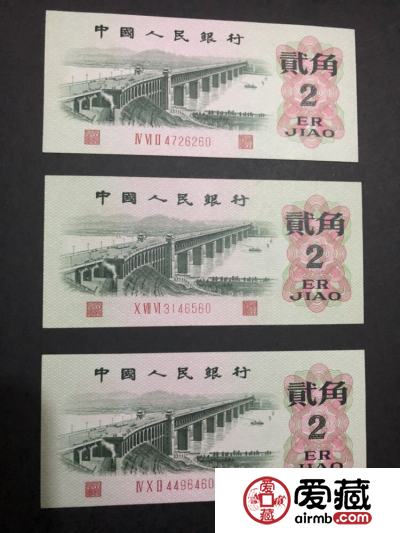 中國人民銀行
貳角
2
ER
JIAO
Ⅳ Ⅵ Ⅱ 4726260
中國人民銀行
貳角
2
ER
JIAO
Ⅹ Ⅶ Ⅵ 3146560
中國人民銀行
貳角
2
Ⅳ Ⅹ Ⅱ 4496460
爱藏
爱藏
airmb.com